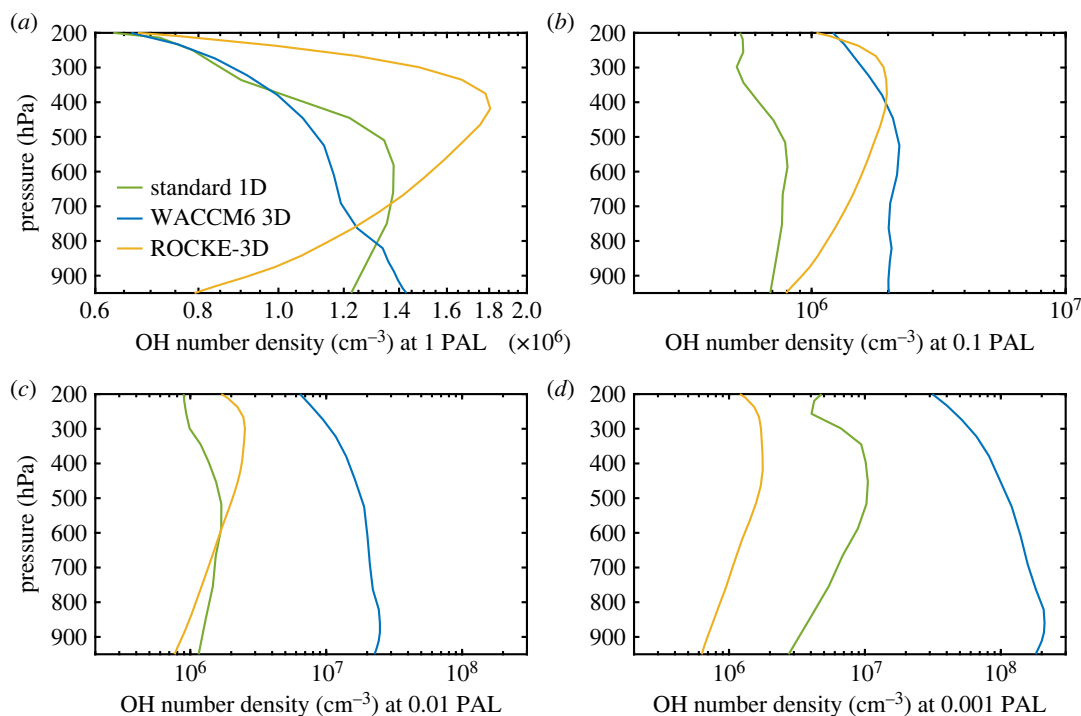 (a)
200
300
400
500
600
700
800
900
pressure (hPa)
standard 1D
WACCM6 3D
ROCKE-3D
0.6 0.8 1.0 1.2 1.4 1.6 1.8 2.0
OH number density (cm⁻³) at 1 PAL (×10⁶)
(b)
200
300
400
500
600
700
800
900
10⁶ 10⁷
OH number density (cm⁻³) at 0.1 PAL
(c)
200
300
400
500
600
700
800
900
pressure (hPa)
10⁶ 10⁷ 10⁸
OH number density (cm⁻³) at 0.01 PAL
(d)
200
300
400
500
600
700
800
900
10⁶ 10⁷ 10⁸
OH number density (cm⁻³) at 0.001 PAL